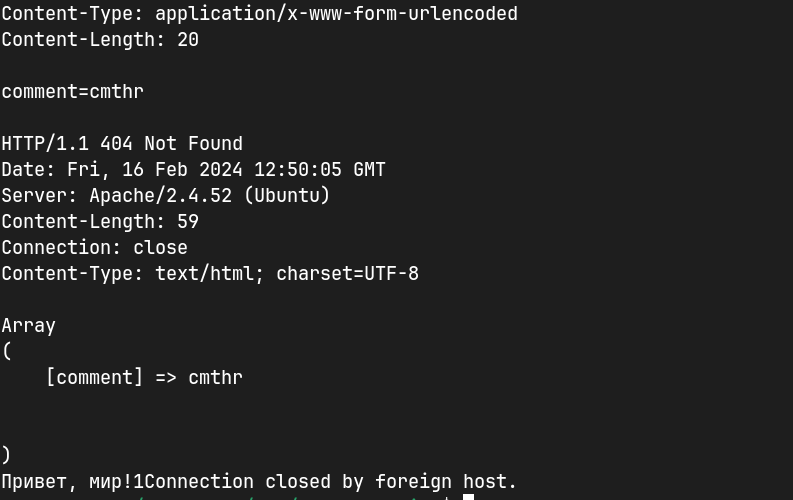 Content-Type: application/x-www-form-urlencoded
Content-Length: 20
comment=cmthr
HTTP/1.1 404 Not Found
Date: Fri, 16 Feb 2024 12:50:05 GMT
Server: Apache/2.4.52 (Ubuntu)
Content-Length: 59
Connection: close
Content-Type: text/html; charset=UTF-8
Array
(
    [comment] => cmthr
)
Привет, мир!1Connection closed by foreign host.